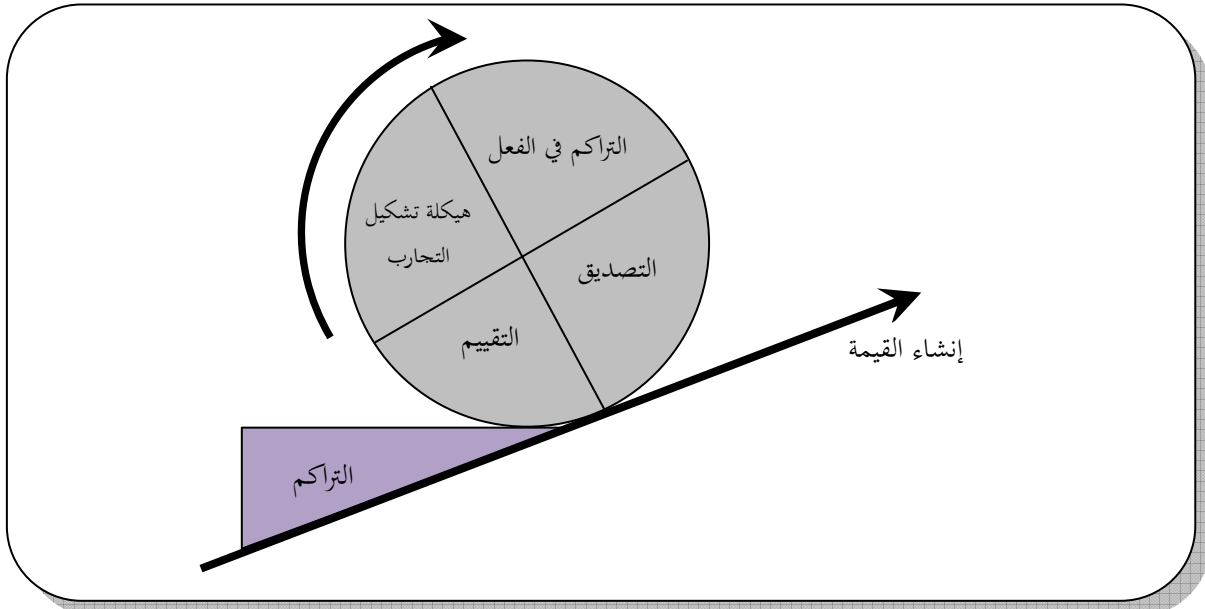 التراكم في الفعل
هيكلة تشكيل
التجارب
التصديق
التقييم
إنشاء القيمة
التراكم